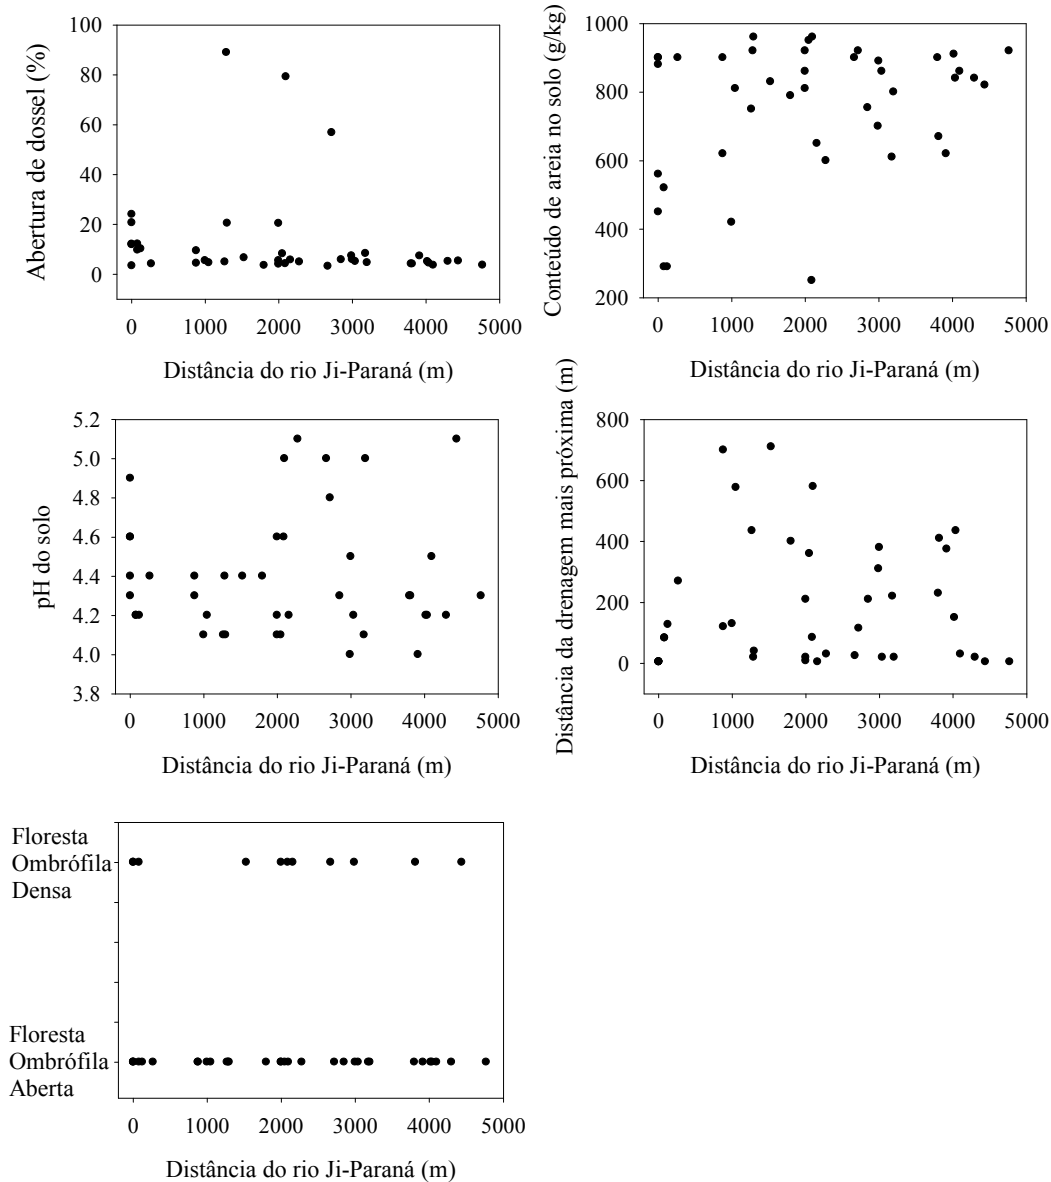 Abertura de dossel (%)
100
80
60
40
20
0
0 1000 2000 3000 4000 5000
Distância do rio Ji-Paraná (m)
Conteúdo de areia no solo (g/kg)
1000
800
600
400
200
0 1000 2000 3000 4000 5000
Distância do rio Ji-Paraná (m)
pH do solo
5.2
5.0
4.8
4.6
4.4
4.2
4.0
3.8
0 1000 2000 3000 4000 5000
Distância do rio Ji-Paraná (m)
Distância da drenagem mais próxima (m)
800
600
400
200
0
0 1000 2000 3000 4000 5000
Distância do rio Ji-Paraná (m)
Floresta
Ombrófila
Densa
Floresta
Ombrófila
Aberta
0 1000 2000 3000 4000 5000
Distância do rio Ji-Paraná (m)